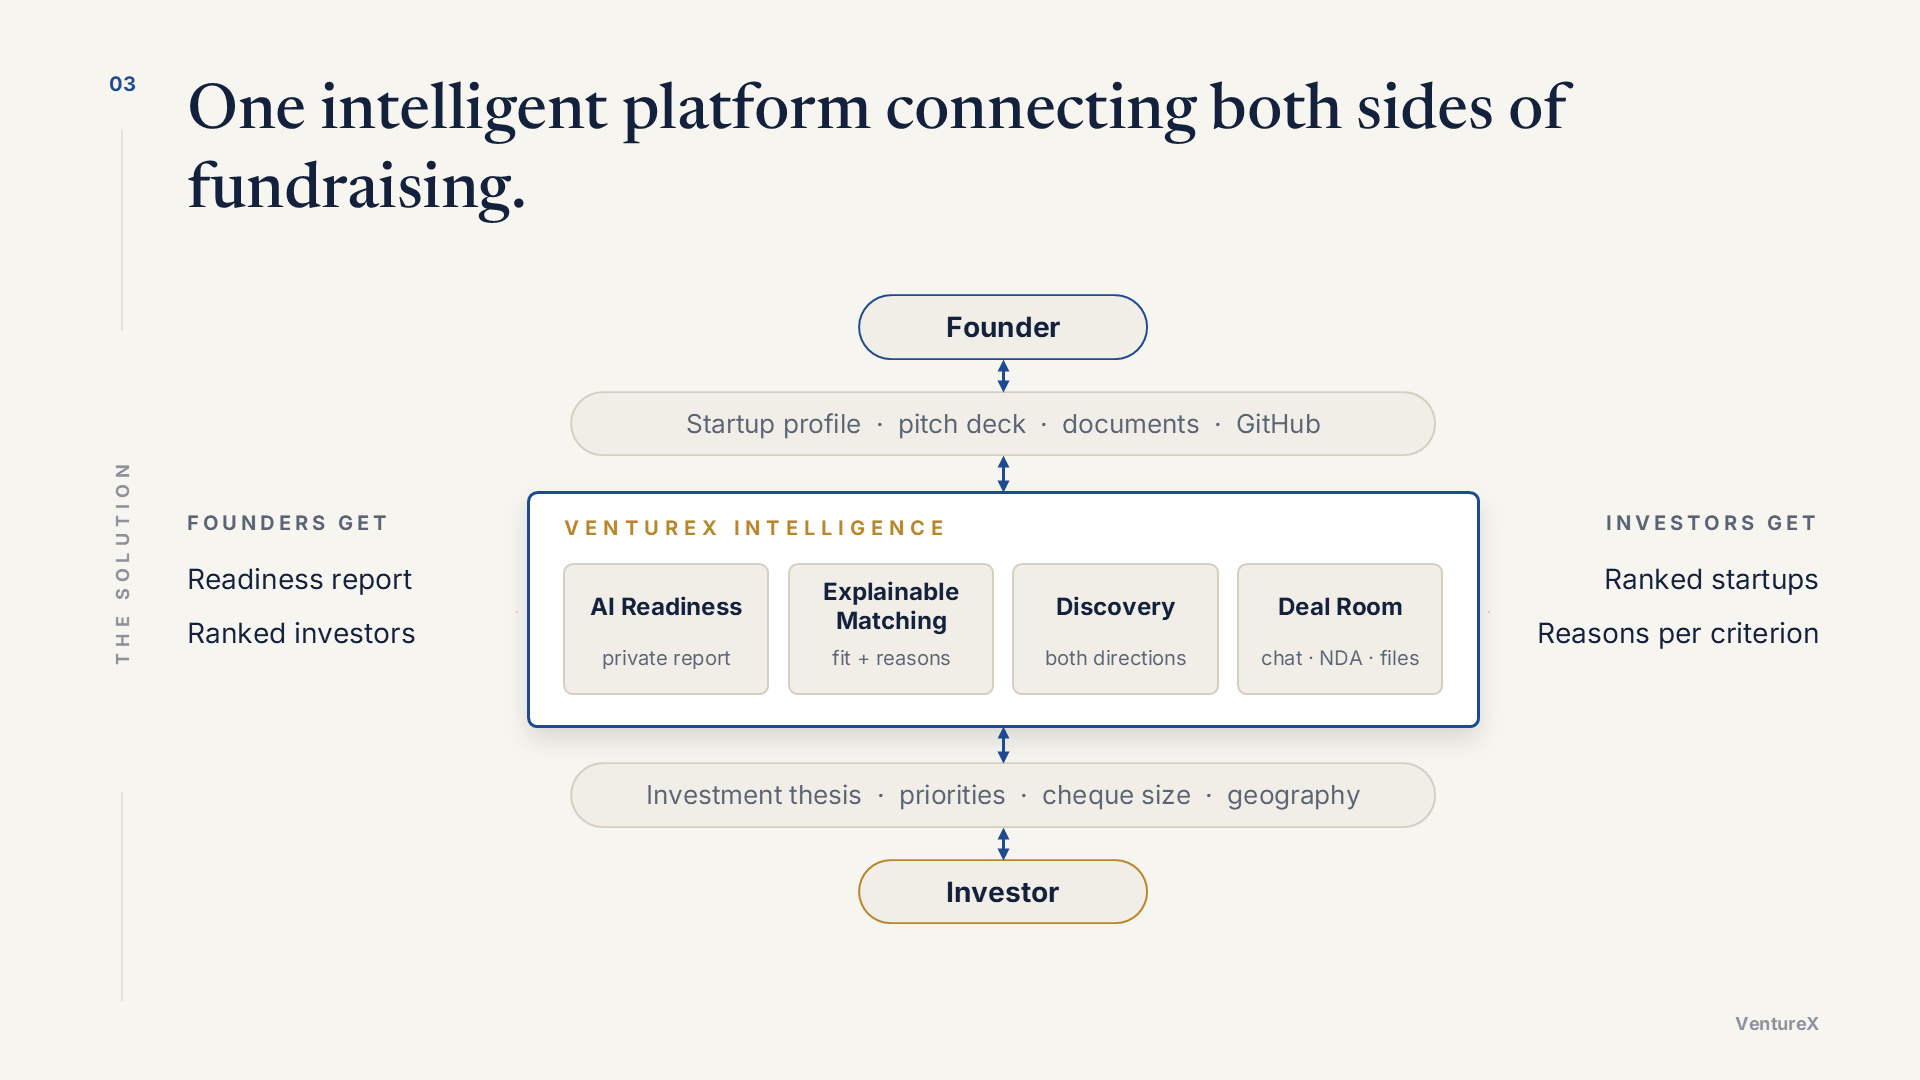 03
One intelligent platform connecting both sides of
fundraising.
THE SOLUTION
Founder
Startup profile · pitch deck · documents · GitHub
FOUNDERS GET
Readiness report
Ranked investors
VENTUREX INTELLIGENCE
AI Readiness
private report
Explainable
Matching
fit + reasons
Discovery
both directions
Deal Room
chat · NDA · files
INVESTORS GET
Ranked startups
Reasons per criterion
Investment thesis · priorities · cheque size · geography
Investor
VentureX